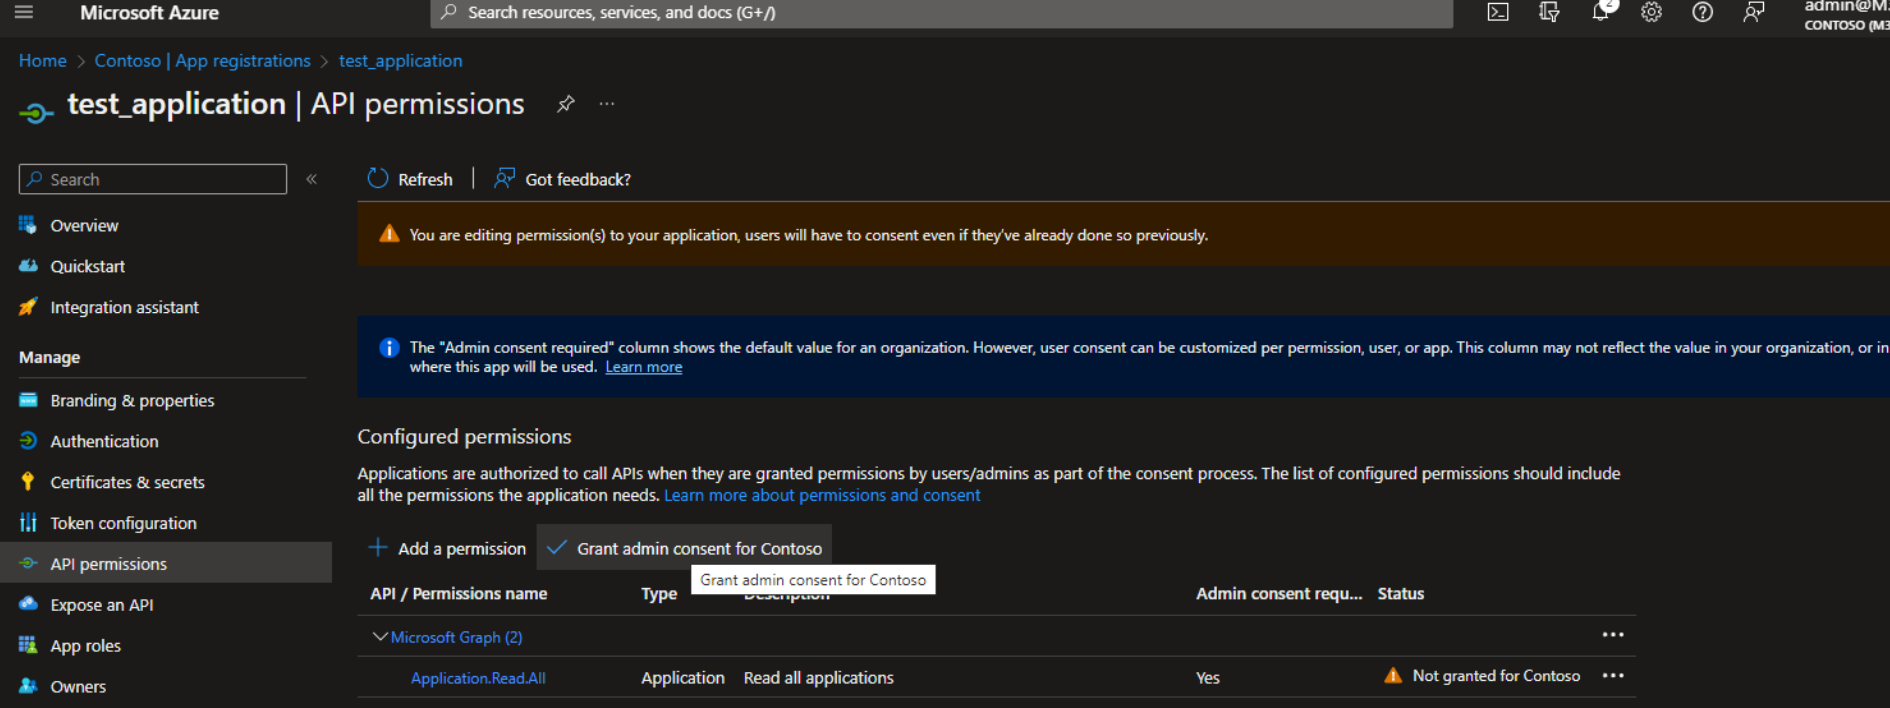 Microsoft Azure
Search resources, services, and docs (G+/)
2
admin@M
CONTOSO (M3
Home > Contoso | App registrations > test_application
test_application | API permissions
...
Search
«
Refresh | Got feedback?
Overview
Quickstart
Integration assistant
Manage
Branding & properties
Authentication
Certificates & secrets
Token configuration
API permissions
Expose an API
App roles
Owners
You are editing permission(s) to your application, users will have to consent even if they've already done so previously.
The "Admin consent required" column shows the default value for an organization. However, user consent can be customized per permission, user, or app. This column may not reflect the value in your organization, or in
where this app will be used. Learn more
Configured permissions
Applications are authorized to call APIs when they are granted permissions by users/admins as part of the consent process. The list of configured permissions should include
all the permissions the application needs. Learn more about permissions and consent
Add a permission Grant admin consent for Contoso
Grant admin consent for Contoso
API / Permissions name Type Description Admin consent requ... Status
Microsoft Graph (2) ...
Application.Read.All Application Read all applications Yes Not granted for Contoso ...